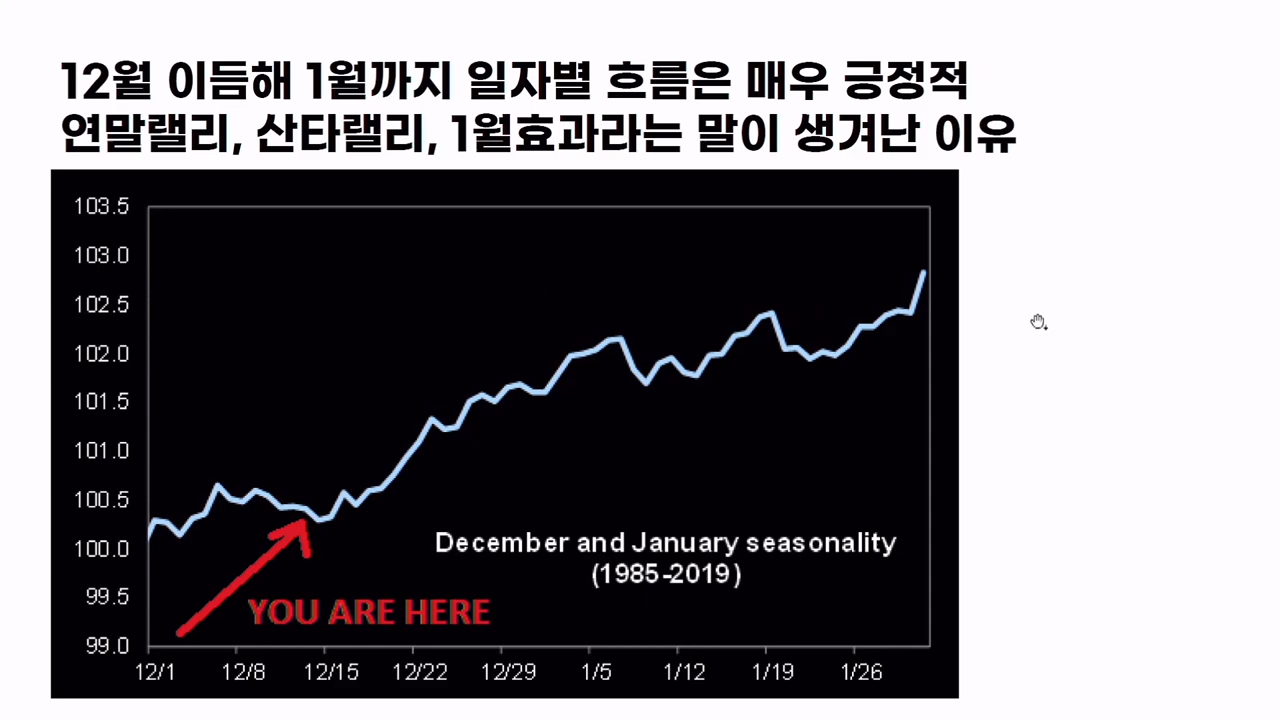 12월 이듬해 1월까지 일자별 흐름은 매우 긍정적
연말랠리, 산타랠리, 1월효과라는 말이 생겨난 이유
103.5
103.0
102.5
102.0
101.5
101.0
100.5
100.0
99.5
99.0
December and January seasonality
(1985-2019)
YOU ARE HERE
12/1 12/8 12/15 12/22 12/29 1/5 1/12 1/19 1/26